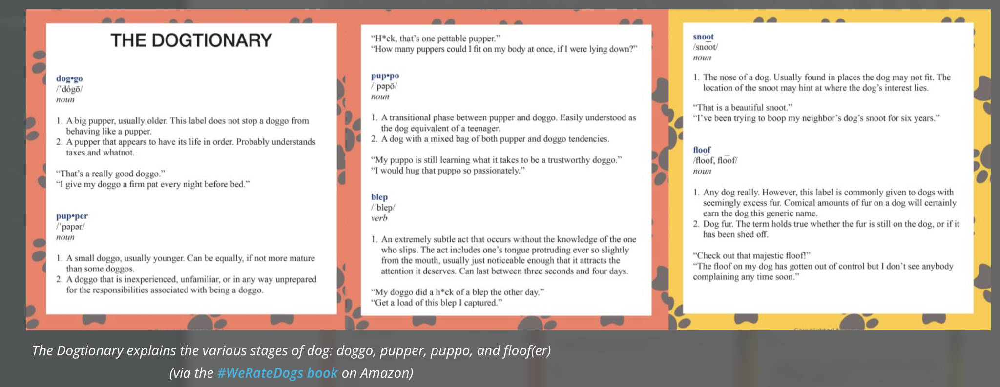 THE DOGTIONARY
dog•go
/’dôgō/
noun
1. A big pupper, usually older. This label does not stop a doggo from
behaving like a pupper.
2. A pupper that appears to have its life in order. Probably understands
taxes and whatnot.
“That’s a really good doggo.”
“I give my doggo a firm pat every night before bed.”
pup•per
/ˈpəpər/
noun
1. A small doggo, usually younger. Can be equally, if not more mature
than some doggos.
2. A doggo that is inexperienced, unfamiliar, or in any way unprepared
for the responsibilities associated with being a doggo.
“H*ck, that’s one pettable pupper.”
“How many puppers could I fit on my body at once, if I were lying down?”
pup•po
/ˈpəpō/
noun
1. A transitional phase between pupper and doggo. Easily understood as
the dog equivalent of a teenager.
2. A dog with a mixed bag of both pupper and doggo tendencies.
“My puppo is still learning what it takes to be a trustworthy doggo.”
“I would hug that puppo so passionately.”
blep
/ˈblep/
verb
1. An extremely subtle act that occurs without the knowledge of the one
who slips. The act includes one’s tongue protruding ever so slightly
from the mouth, usually just noticeable enough that it attracts the
attention it deserves. Can last between three seconds and four days.
“My doggo did a h*ck of a blep the other day.”
“Get a load of this blep I captured.”
snoot
/sno͞ot/
noun
1. The nose of a dog. Usually found in places the dog may not fit. The
location of the snoot may hint at where the dog’s interest lies.
“That is a beautiful snoot.”
“I’ve been trying to boop my neighbor’s dog’s snoot for six years.”
floof
/flo͝of, flo͞of/
noun
1. Any dog really. However, this label is commonly given to dogs with
seemingly excess fur. Comical amounts of fur on a dog will certainly
earn the dog this generic name.
2. Dog fur. The term holds true whether the fur is still on the dog, or if it
has been shed off.
“Check out that majestic floof!”
“The floof on my dog has gotten out of control but I don’t see anybody
complaining any time soon.”
The Dogtionary explains the various stages of dog: doggo, pupper, puppo, and floof(er)
(via the #WeRateDogs book on Amazon)